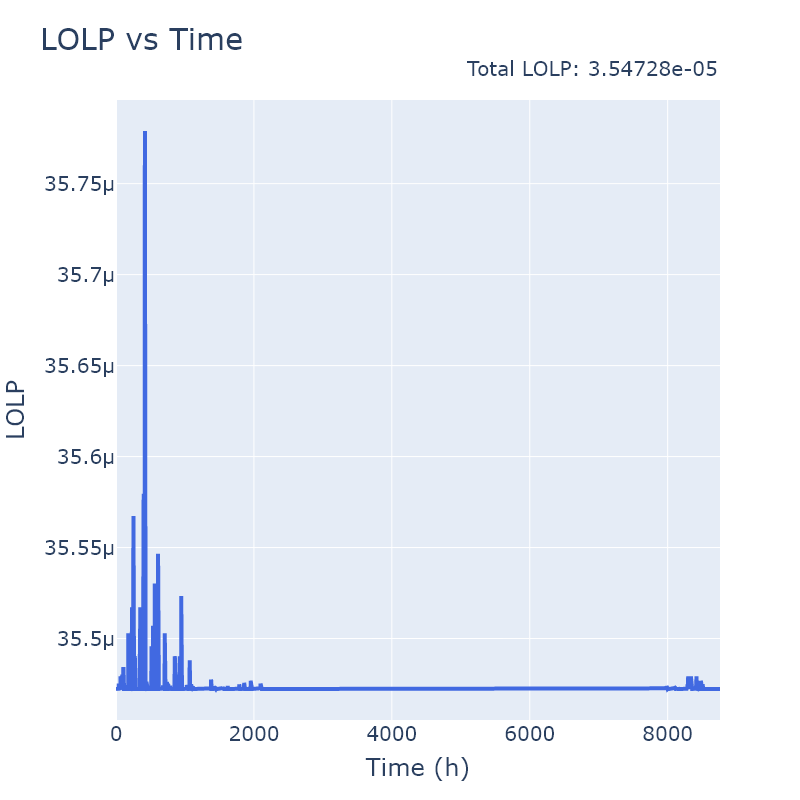 LOLP vs Time
Total LOLP: 3.54728e-05
35.75μ
35.7μ
35.65μ
35.6μ
35.55μ
35.5μ
LOLP
0 2000 4000 6000 8000
Time (h)